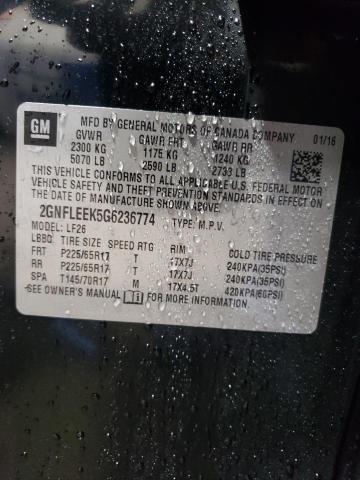 GM
MFD BY GENERAL MOTORS OF CANADA COMPANY
01/16
GVWR GAWR FRT GAWR RR
2300 KG 1175 KG 1240 KG
5070 LB 2590 LB 2733 LB
THIS VEHICLE CONFORMS TO ALL APPLICABLE U.S. FEDERAL MOTOR
VEHICLE SAFETY AND THEFT PREVENTION STANDARDS IN EFFECT ON THE
DATE OF MANUFACTURE SHOWN ABOVE.
2GNFLEEK5G6236774 TYPE: M.P.V.
MODEL: LF26
LBBQ TIRE SIZE SPEED RTG RIM COLD TIRE PRESSURE
FRT P225/65R17 T 17X7J 240KPA(35PSI)
RR P225/65R17 T 17X7J 240KPA(35PSI)
SPA T145/70R17 M 17X4.5T 420KPA(60PSI)
SEE OWNER'S MANUAL FOR MORE INFORMATION.